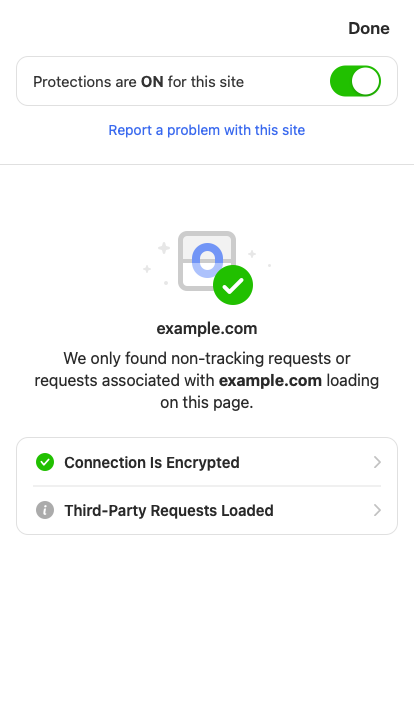 Done
Protections are ON for this site
Report a problem with this site
0
example.com
We only found non-tracking requests or
requests associated with example.com loading
on this page.
Connection Is Encrypted
Third-Party Requests Loaded